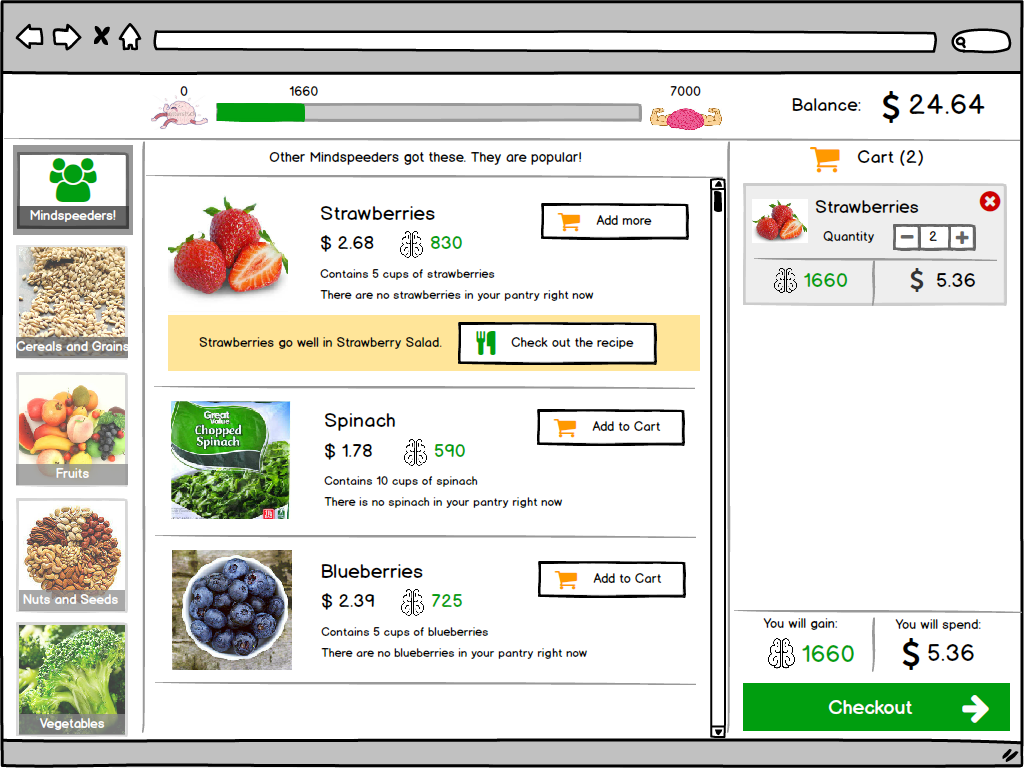 0
1660
7000
Balance:
$ 24.64
Mindspeeders!
Cereals and Grains
Fruits
Nuts and Seeds
Vegetables
Other Mindspeeders got these. They are popular!
Strawberries
$ 2.68
830
Add more
Contains 5 cups of strawberries
There are no strawberries in your pantry right now
Strawberries go well in Strawberry Salad.
Check out the recipe
Great
Value
Chopped
Spinach
Spinach
$ 1.78
590
Add to Cart
Contains 10 cups of spinach
There is no spinach in your pantry right now
Blueberries
$ 2.39
725
Add to Cart
Contains 5 cups of blueberries
There are no blueberries in your pantry right now
Cart (2)
Strawberries
Quantity
2
1660
$ 5.36
You will gain:
1660
You will spend:
$ 5.36
Checkout